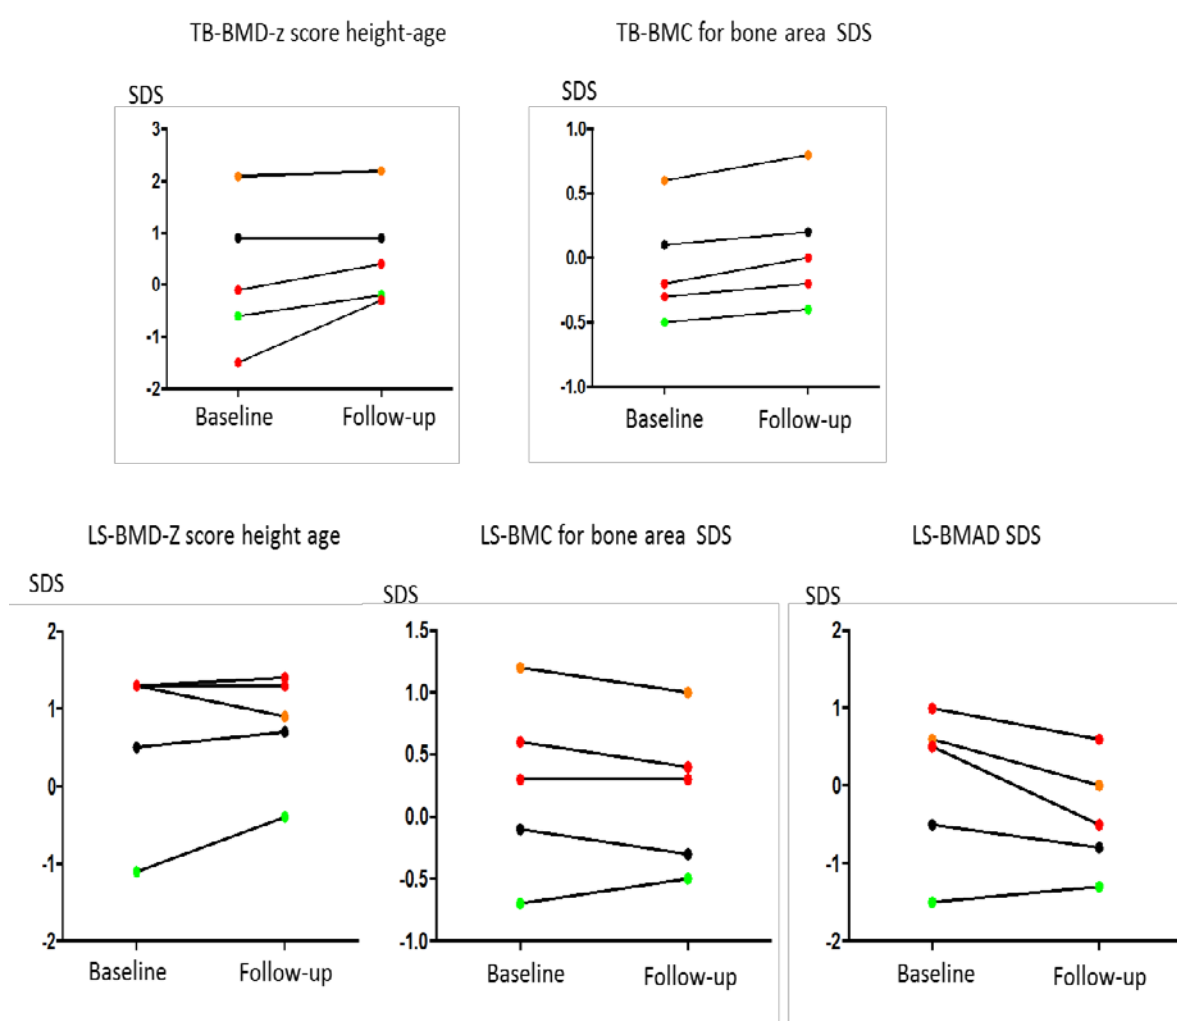 TB-BMD-z score height-age
TB-BMC for bone area SDS
SDS
3
2
1
0
-1
-2
Baseline
Follow-up
SDS
1.0
0.5
0.0
-0.5
-1.0
Baseline
Follow-up
LS-BMD-Z score height age
LS-BMC for bone area SDS
LS-BMAD SDS
SDS
2
1
0
-1
-2
Baseline
Follow-up
SDS
1.5
1.0
0.5
0.0
-0.5
-1.0
Baseline
Follow-up
SDS
2
1
0
-1
-2
Baseline
Follow-up